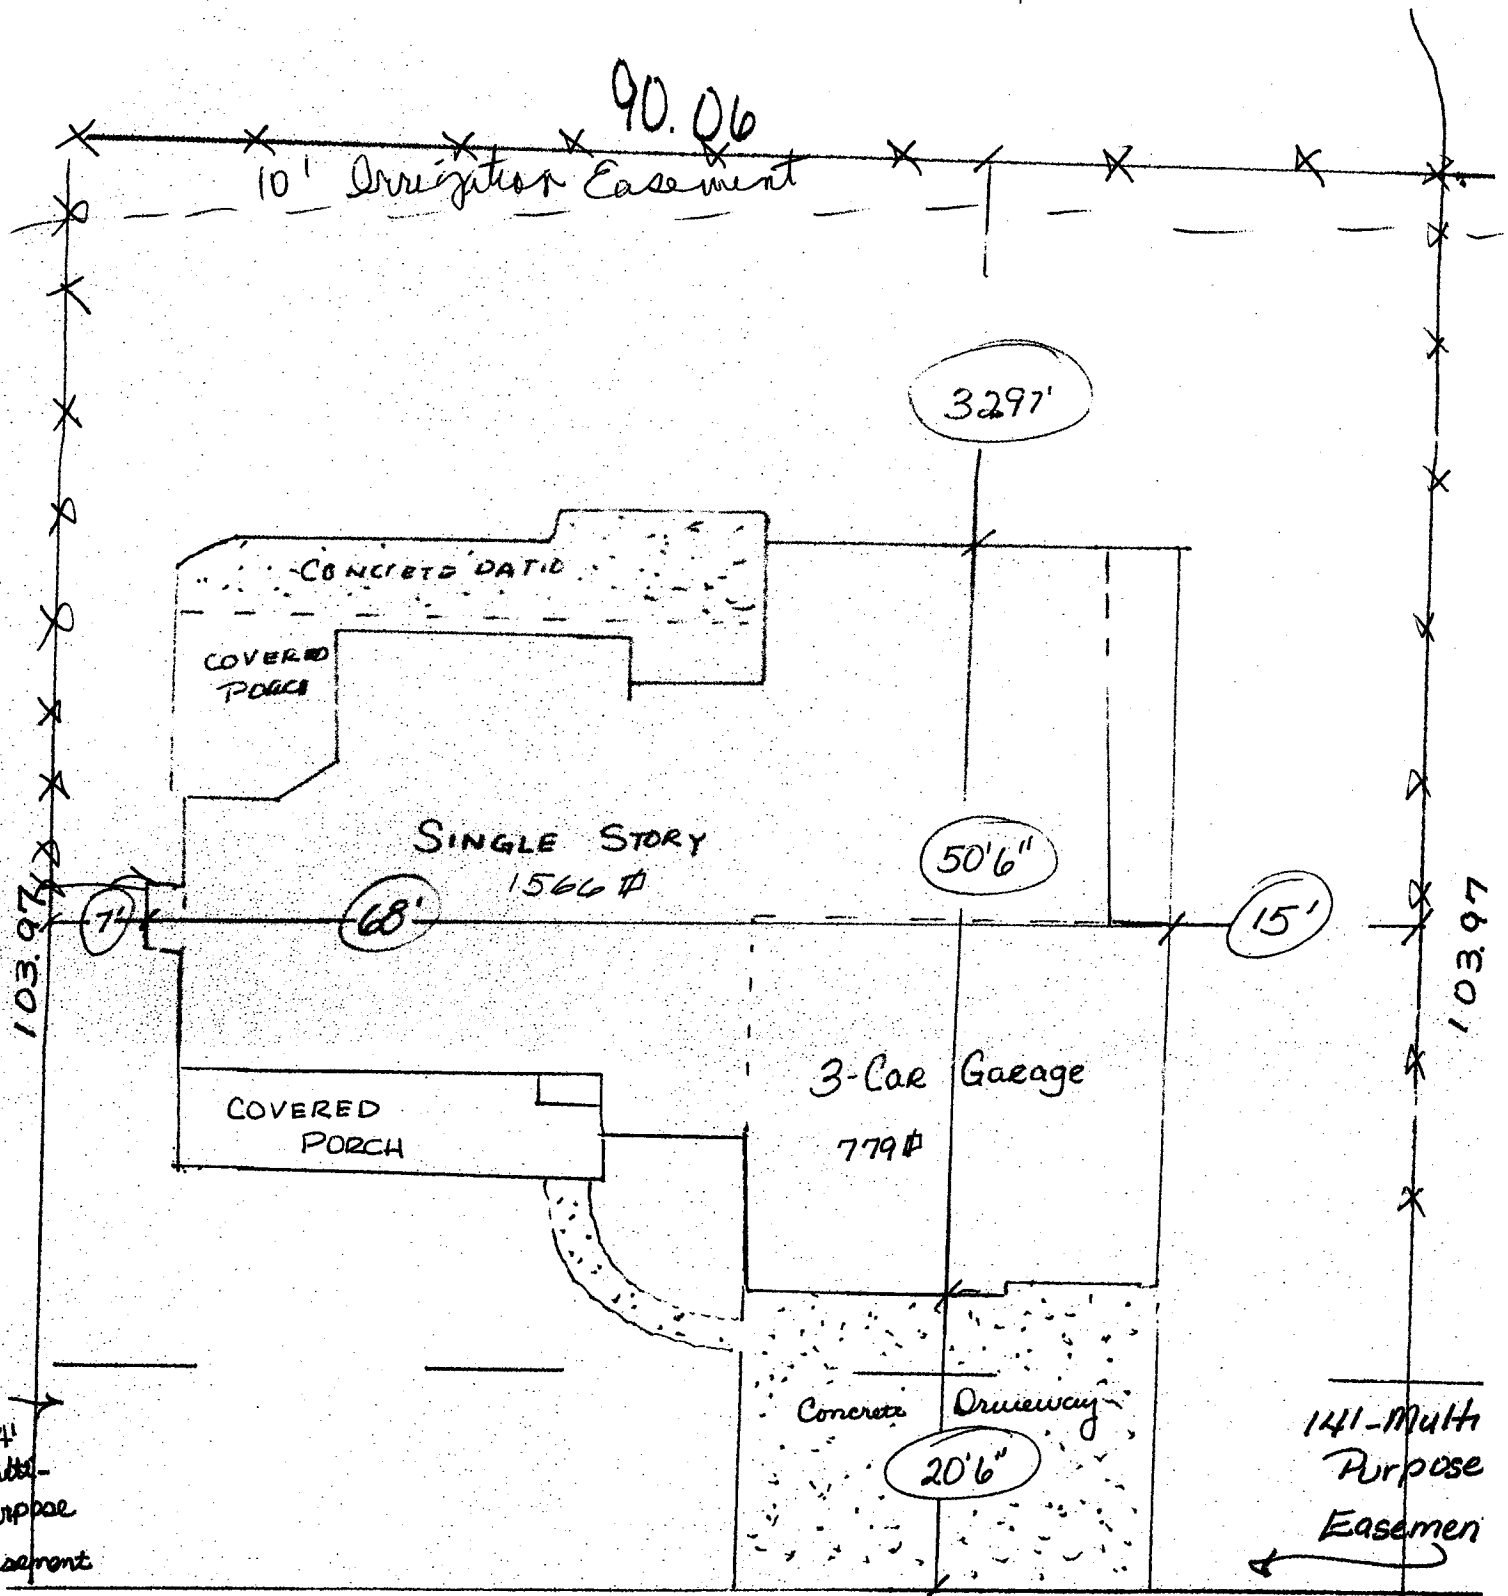 90.06
10' Irrigation Easement
32.97'
CONCRETE PATIO
COVERED
PORCH
SINGLE STORY
1566 ⏍
50'6"
7'
68'
15'
103.97
103.97
3-Car Garage
779 ⏍
COVERED
PORCH
Concrete Driveway
20'6"
14'-Multi
Purpose
Easemen